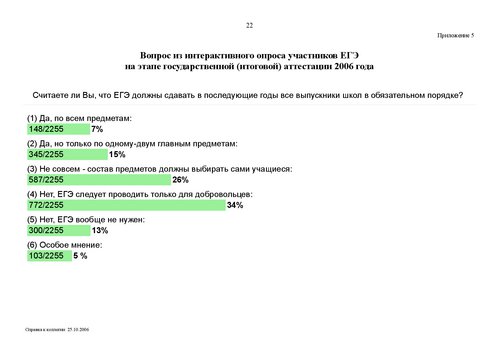 22
Приложение 5
Вопрос из интерактивного опроса участников ЕГЭ
на этапе государственной (итоговой) аттестации 2006 года
Считаете ли Вы, что ЕГЭ должны сдавать в последующие годы все выпускники школ в обязательном порядке?
(1) Да, по всем предметам:
148/2255 7%
(2) Да, но только по одному-двум главным предметам:
345/2255 15%
(3) Не совсем - состав предметов должны выбирать сами учащиеся:
587/2255 26%
(4) Нет, ЕГЭ следует проводить только для добровольцев:
772/2255 34%
(5) Нет, ЕГЭ вообще не нужен:
300/2255 13%
(6) Особое мнение:
103/2255 5 %
Справка к коллегии: 25.10.2006